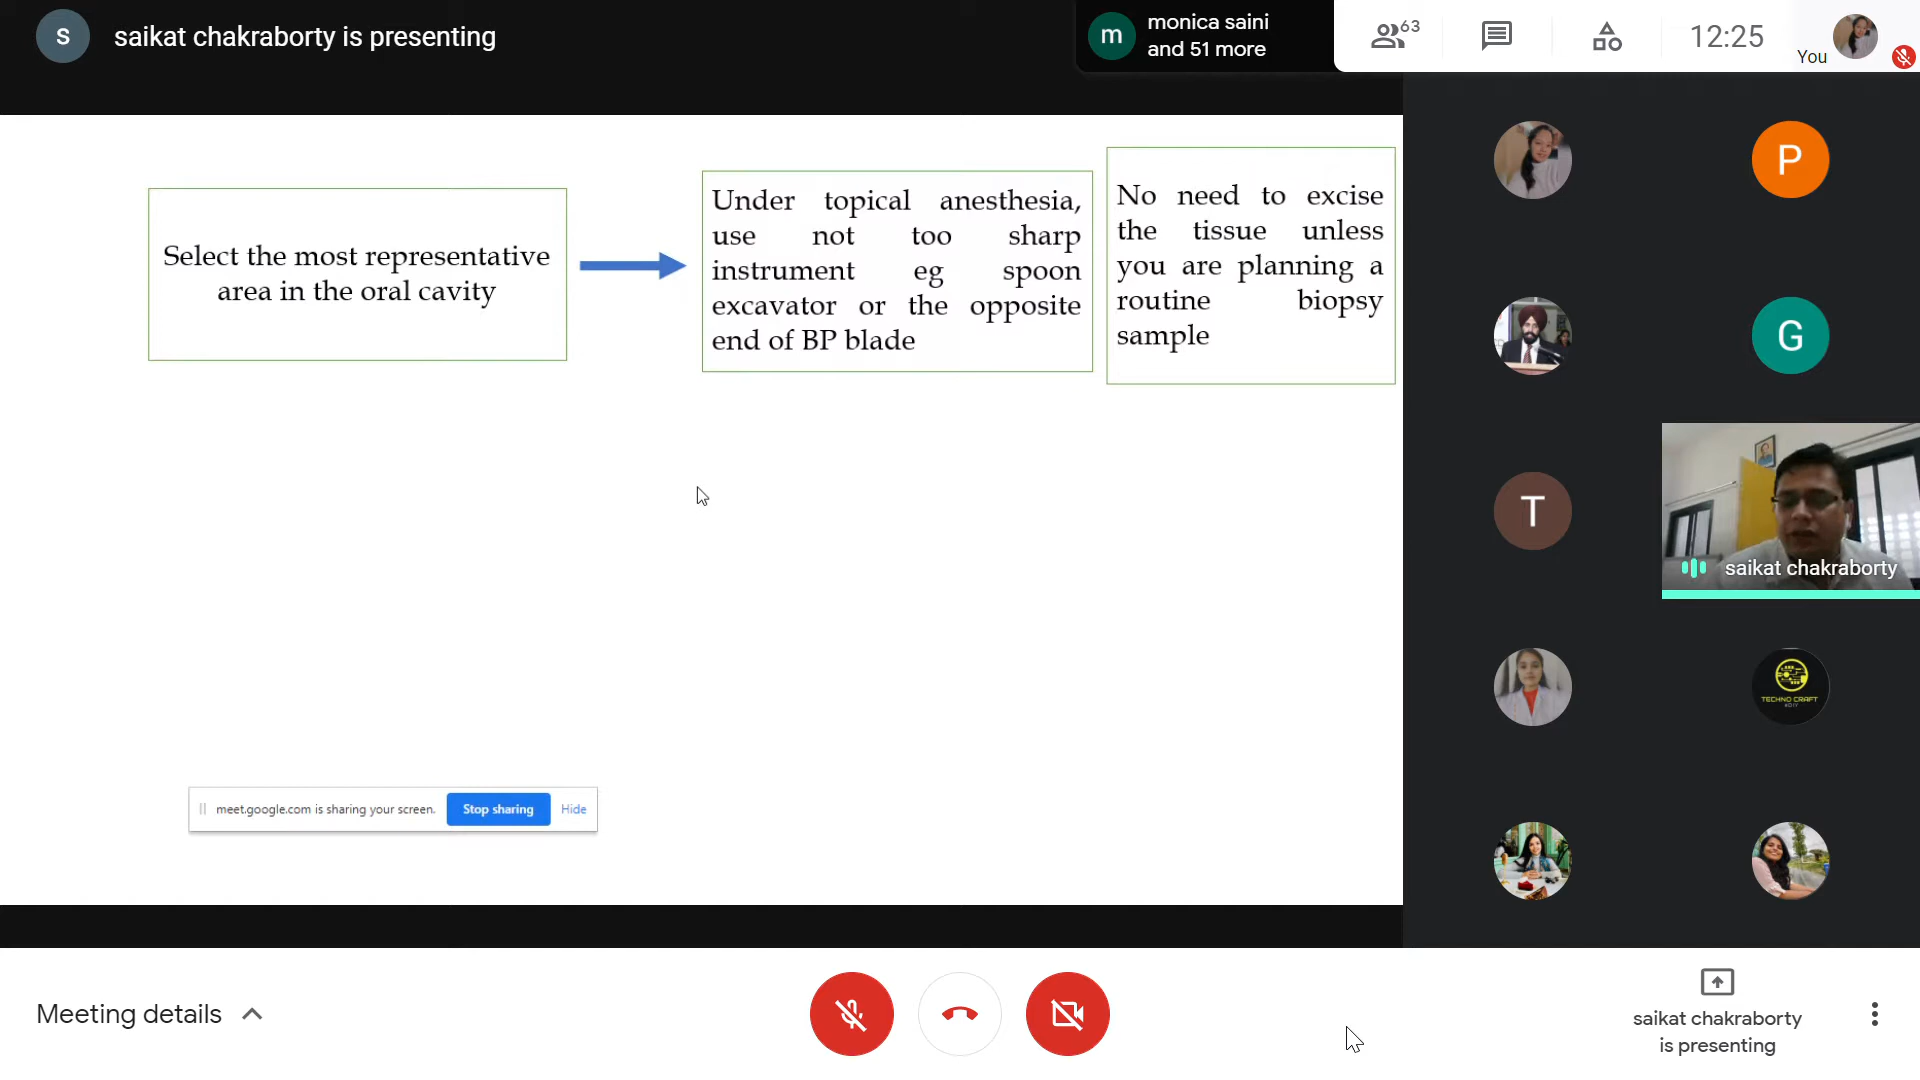 S
saikat chakraborty is presenting
m
monica saini
and 51 more
63
12:25
You
Select the most representative
area in the oral cavity
Under topical anesthesia,
use not too sharp
instrument eg spoon
excavator or the opposite
end of BP blade
No need to excise
the tissue unless
you are planning a
routine biopsy
sample
P
G
T
saikat chakraborty
TECHNO CRAFT
#DIY
meet.google.com is sharing your screen.
Stop sharing
Hide
Meeting details
saikat chakraborty
is presenting